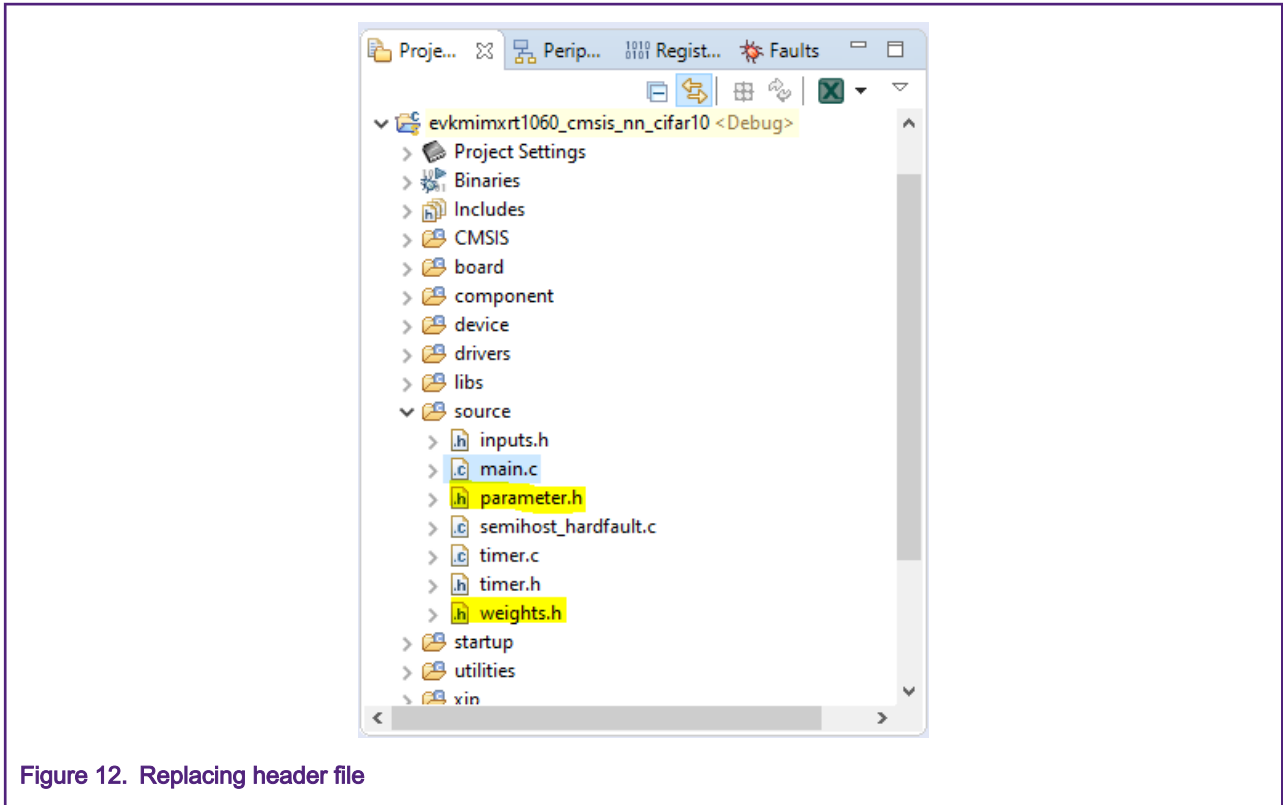 Proje... Perip... Regist... Faults
evkmimxrt1060_cmsis_nn_cifar10 <Debug>
Project Settings
Binaries
Includes
CMSIS
board
component
device
drivers
libs
source
inputs.h
main.c
parameter.h
semihost_hardfault.c
timer.c
timer.h
weights.h
startup
utilities
xip
Figure 12. Replacing header file